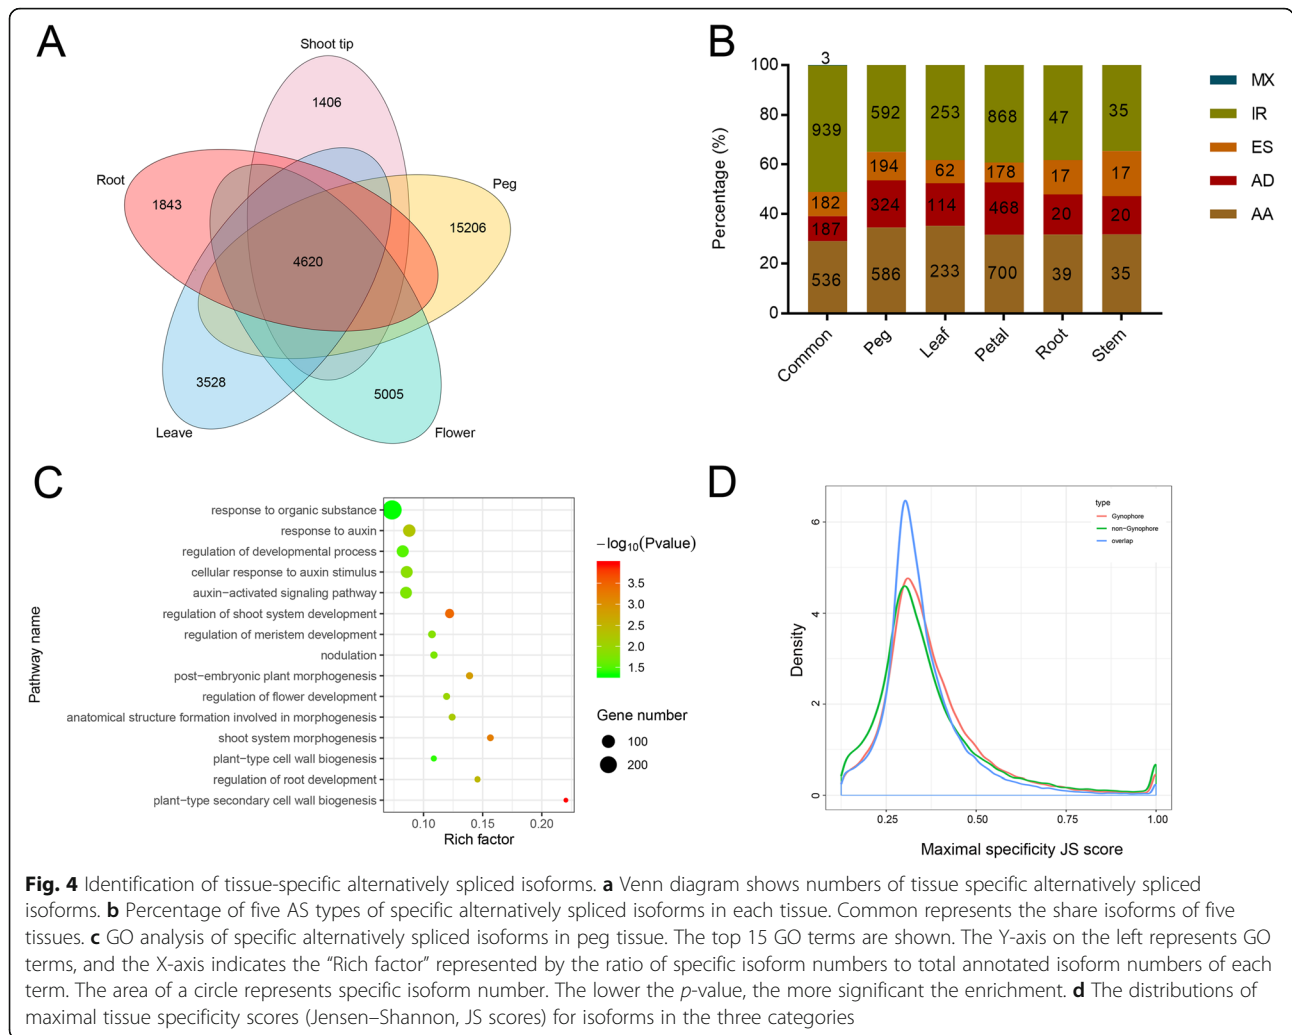 A
Shoot tip
1406
Root
1843
Peg
15206
4620
3528
Leave
5005
Flower
B
Percentage (%)
100
80
60
40
20
0
3
939
182
187
536
592
194
324
586
253
62
114
233
868
178
468
700
47
17
20
39
35
17
20
35
Common
Peg
Leaf
Petal
Root
Stem
MX
IR
ES
AD
AA
C
Pathway name
response to organic substance
response to auxin
regulation of developmental process
cellular response to auxin stimulus
auxin−activated signaling pathway
regulation of shoot system development
regulation of meristem development
nodulation
post−embryonic plant morphogenesis
regulation of flower development
anatomical structure formation involved in morphogenesis
shoot system morphogenesis
plant−type cell wall biogenesis
regulation of root development
plant−type secondary cell wall biogenesis
0.10
0.15
0.20
Rich factor
−log10(Pvalue)
3.5
3.0
2.5
2.0
1.5
Gene number
100
200
D
Density
6
4
2
0
0.25
0.50
0.75
1.00
Maximal specificity JS score
type
Gynophore
non-Gynophore
overlap
Fig. 4 Identification of tissue-specific alternatively spliced isoforms. a Venn diagram shows numbers of tissue specific alternatively spliced
isoforms. b Percentage of five AS types of specific alternatively spliced isoforms in each tissue. Common represents the share isoforms of five
tissues. c GO analysis of specific alternatively spliced isoforms in peg tissue. The top 15 GO terms are shown. The Y-axis on the left represents GO
terms, and the X-axis indicates the “Rich factor” represented by the ratio of specific isoform numbers to total annotated isoform numbers of each
term. The area of a circle represents specific isoform number. The lower the p-value, the more significant the enrichment. d The distributions of
maximal tissue specificity scores (Jensen–Shannon, JS scores) for isoforms in the three categories